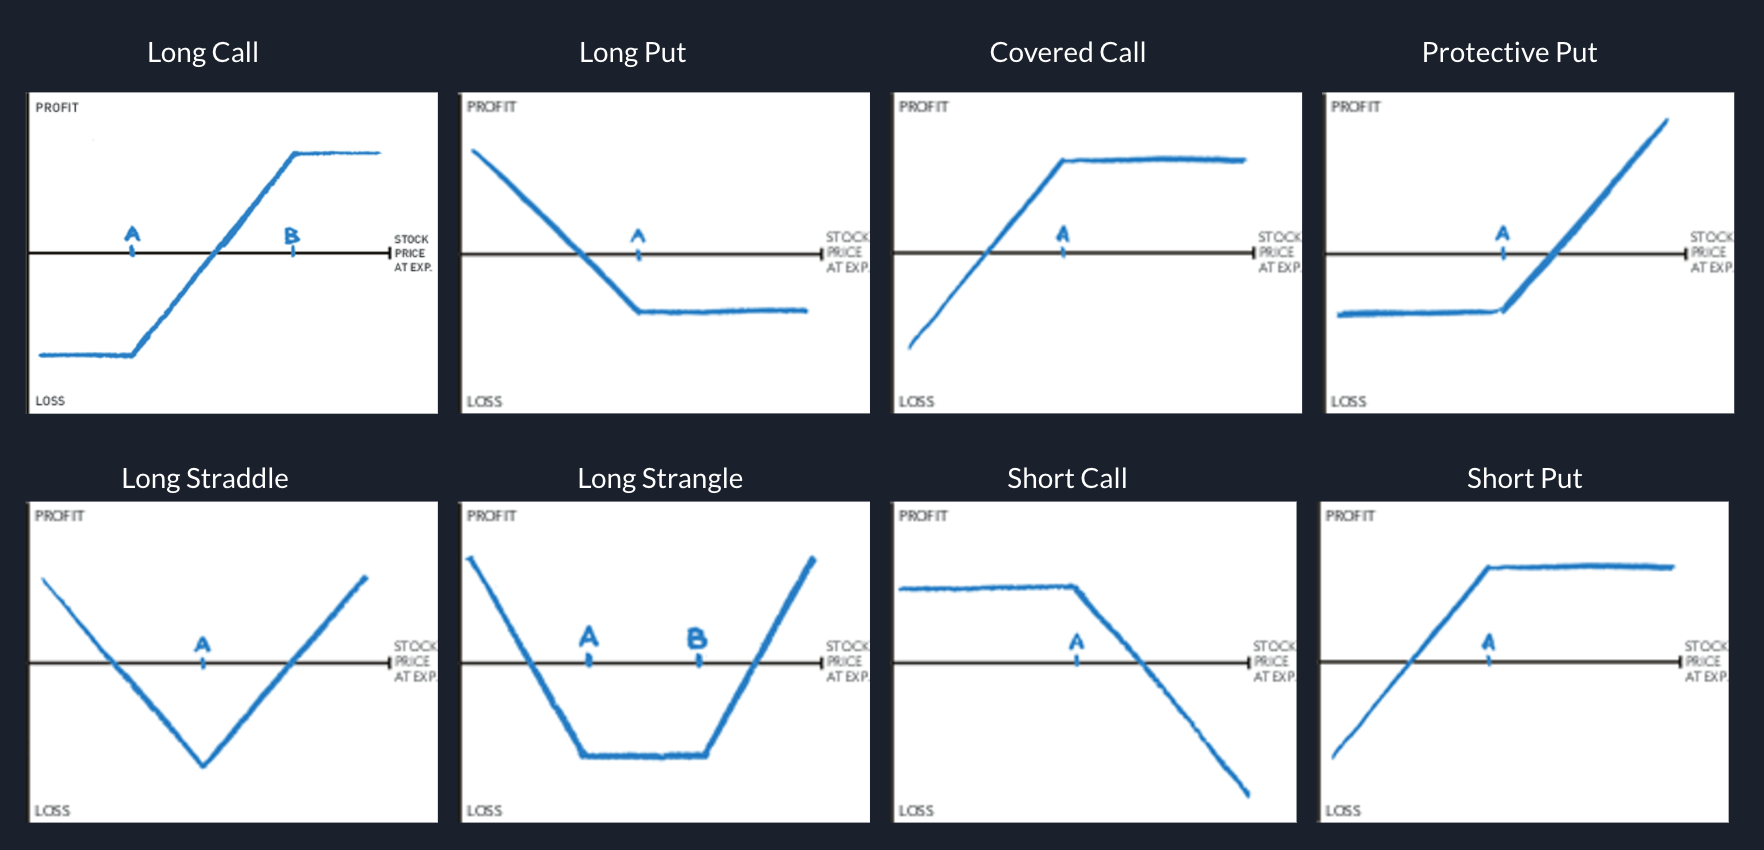 Long Call
Long Put
Covered Call
Protective Put
PROFIT
A
B
STOCK
PRICE
AT EXP.
LOSS
PROFIT
A
STOCK
PRICE
AT EXP.
LOSS
PROFIT
A
STOCK
PRICE
AT EXP.
LOSS
PROFIT
A
STOCK
PRICE
AT EXP.
LOSS
Long Straddle
Long Strangle
Short Call
Short Put
PROFIT
A
STOCK
PRICE
AT EXP.
LOSS
PROFIT
A
B
STOCK
PRICE
AT EXP.
LOSS
PROFIT
A
STOCK
PRICE
AT EXP.
LOSS
PROFIT
A
STOCK
PRICE
AT EXP.
LOSS